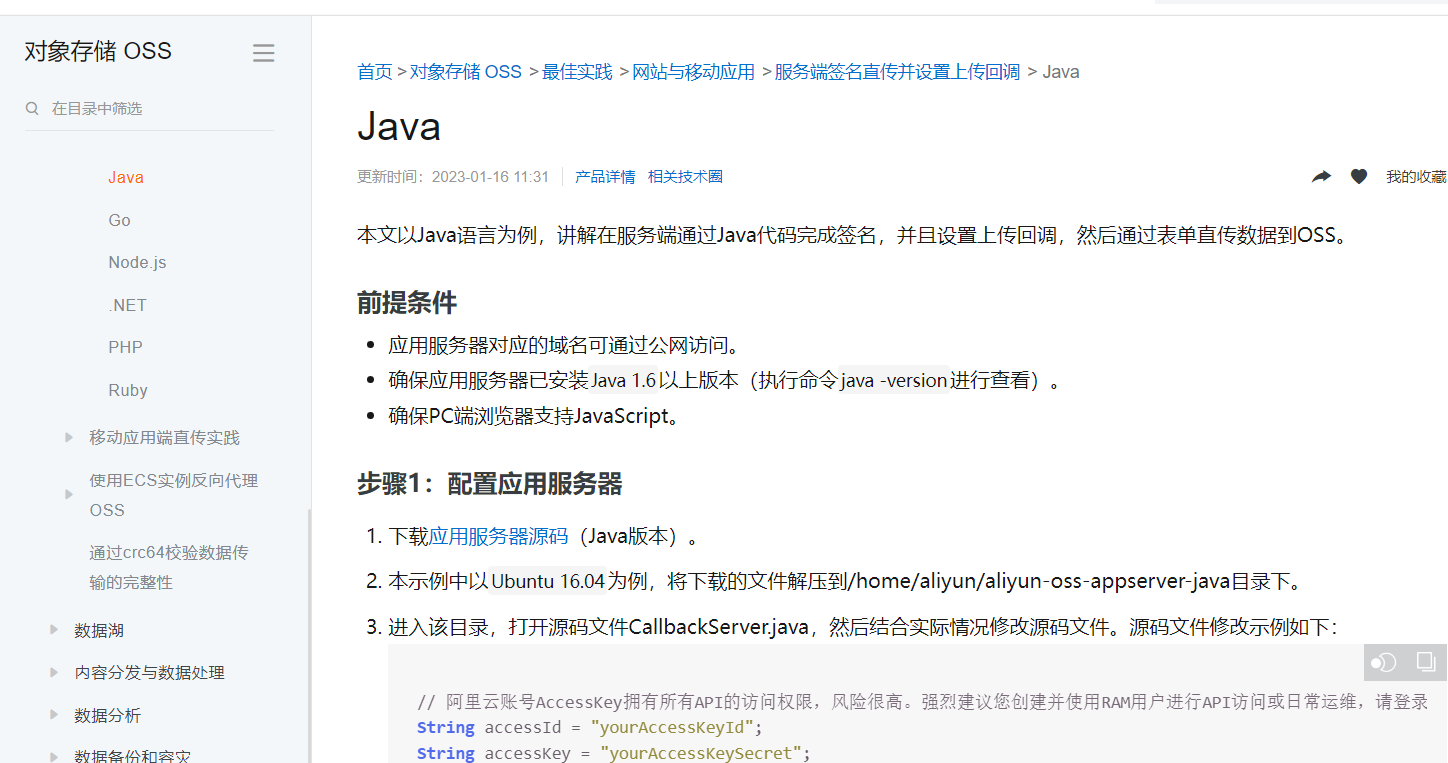 对象存储 OSS
在目录中筛选
Java
Go
Node.js
.NET
PHP
Ruby
移动应用端直传实践
使用ECS实例反向代理
OSS
通过crc64校验数据传
输的完整性
数据湖
内容分发与数据处理
数据分析
数据备份和容灾
首页 > 对象存储 OSS > 最佳实践 > 网站与移动应用 > 服务端签名直传并设置上传回调 > Java
Java
更新时间：2023-01-16 11:31 产品详情 相关技术圈
我的收藏
本文以Java语言为例，讲解在服务端通过Java代码完成签名，并且设置上传回调，然后通过表单直传数据到OSS。
前提条件
• 应用服务器对应的域名可通过公网访问。
• 确保应用服务器已安装Java 1.6以上版本（执行命令java -version进行查看）。
• 确保PC端浏览器支持JavaScript。
步骤1：配置应用服务器
1. 下载应用服务器源码（Java版本）。
2. 本示例中以Ubuntu 16.04为例，将下载的文件解压到/home/aliyun/aliyun-oss-appserver-java目录下。
3. 进入该目录，打开源码文件CallbackServer.java，然后结合实际情况修改源码文件。源码文件修改示例如下：
// 阿里云账号AccessKey拥有所有API的访问权限，风险很高。强烈建议您创建并使用RAM用户进行API访问或日常运维，请登录
String accessId = "yourAccessKeyId";
String accessKey = "yourAccessKeySecret";